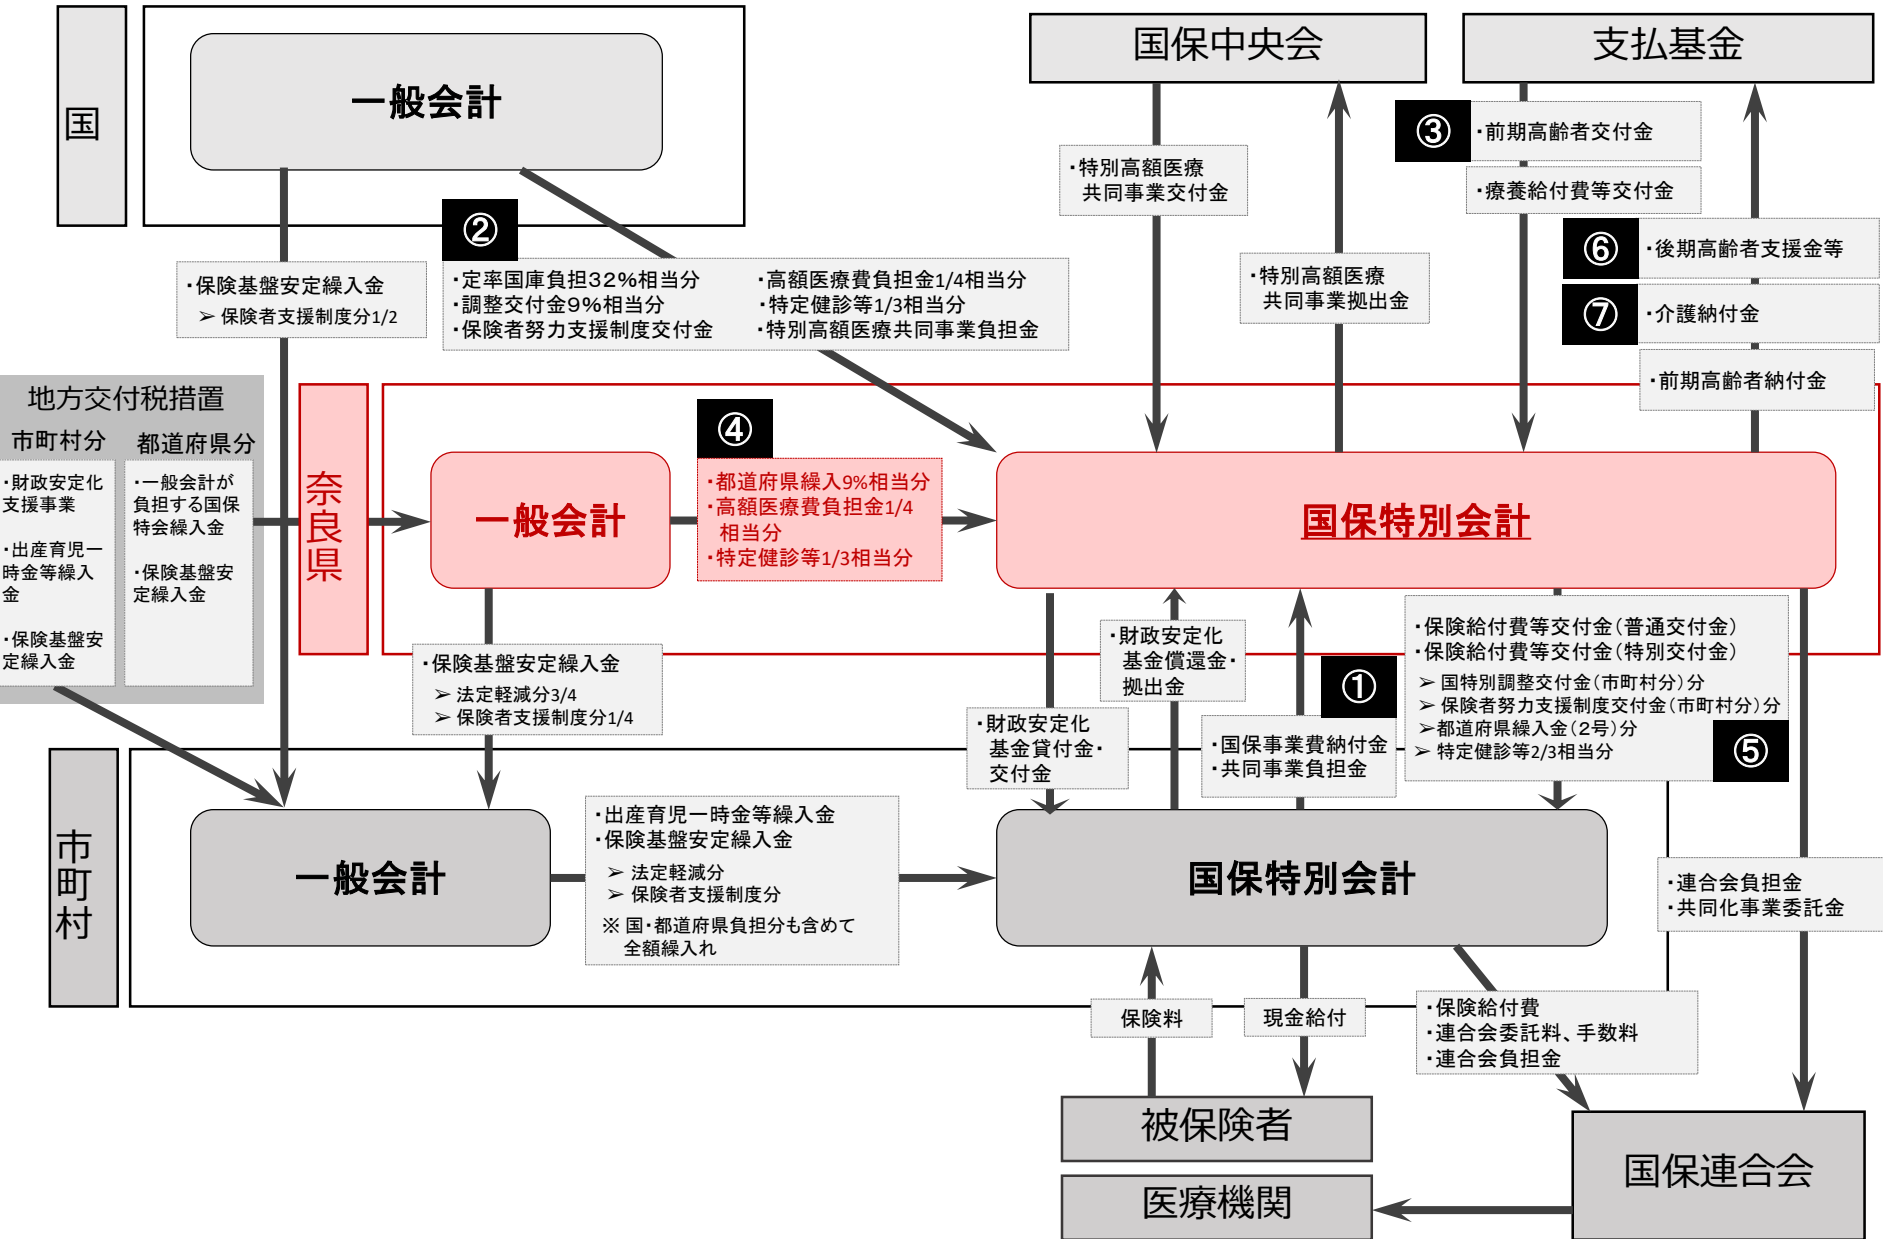 国
一般会計
国保中央会
支払基金
③
・前期高齢者交付金
・療養給付費等交付金
・特別高額医療
共同事業交付金
②
・定率国庫負担32%相当分
・調整交付金9%相当分
・保険者努力支援制度交付金
・高額医療費負担金1/4相当分
・特定健診等1/3相当分
・特別高額医療共同事業負担金
・保険基盤安定繰入金
➢ 保険者支援制度分1/2
・特別高額医療
共同事業拠出金
⑥
・後期高齢者支援金等
⑦
・介護納付金
・前期高齢者納付金
地方交付税措置
市町村分
都道府県分
・財政安定化
支援事業
・出産育児一
時金等繰入
金
・保険基盤安
定繰入金
・一般会計が
負担する国保
特会繰入金
・保険基盤安
定繰入金
奈良県
一般会計
④
・都道府県繰入9%相当分
・高額医療費負担金1/4
相当分
・特定健診等1/3相当分
国保特別会計
・保険基盤安定繰入金
➢ 法定軽減分3/4
➢ 保険者支援制度分1/4
・財政安定化
基金貸付金・
交付金
・財政安定化
基金償還金・
拠出金
①
・国保事業費納付金
・共同事業負担金
・保険給付費等交付金(普通交付金)
・保険給付費等交付金(特別交付金)
➢ 国特別調整交付金(市町村分)分
➢ 保険者努力支援制度交付金(市町村分)分
➢都道府県繰入金(2号)分
➢ 特定健診等2/3相当分
⑤
市町村
一般会計
・出産育児一時金等繰入金
・保険基盤安定繰入金
➢ 法定軽減分
➢ 保険者支援制度分
※ 国・都道府県負担分も含めて
全額繰入れ
国保特別会計
・連合会負担金
・共同化事業委託金
保険料
現金給付
・保険給付費
・連合会委託料、手数料
・連合会負担金
被保険者
医療機関
国保連合会